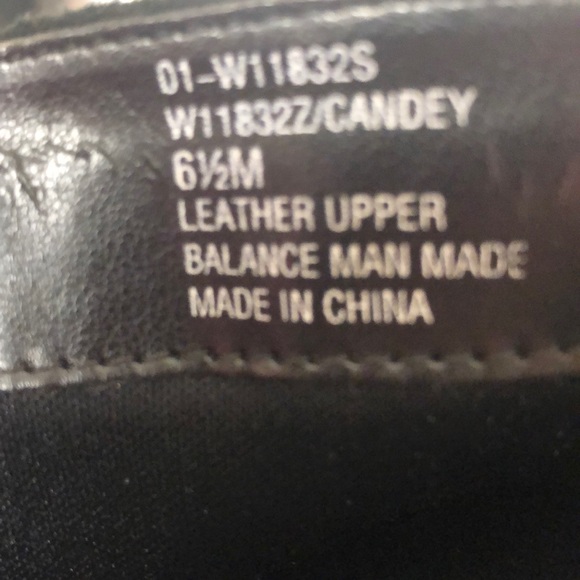 01-W11832S
W11832Z/CANDEY
6½M
LEATHER UPPER
BALANCE MAN MADE
MADE IN CHINA